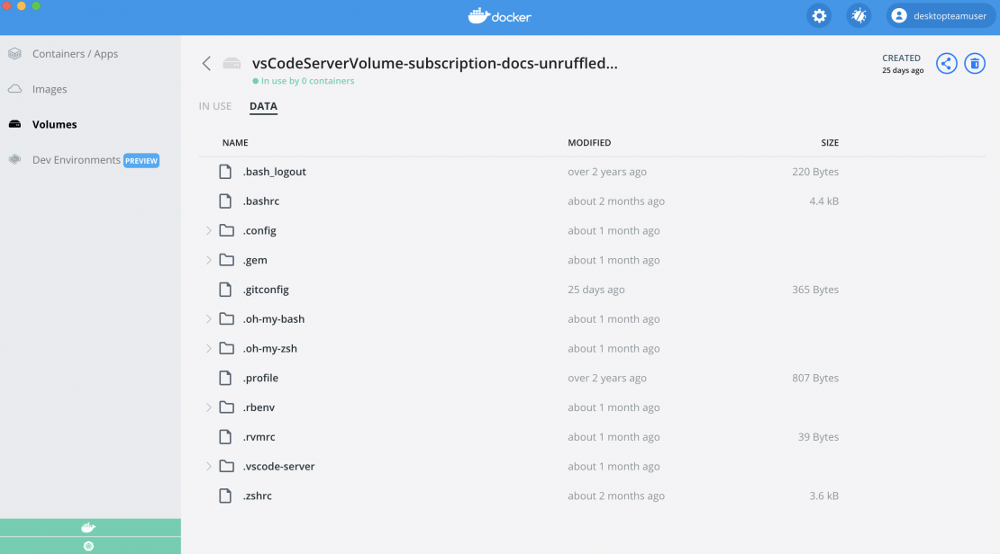 docker
desktopteamuser
Containers / Apps
Images
Volumes
Dev Environments PREVIEW
vsCodeServerVolume-subscription-docs-unruffled...
In use by 0 containers
CREATED
25 days ago
IN USE DATA
NAME MODIFIED SIZE
.bash_logout over 2 years ago 220 Bytes
.bashrc about 2 months ago 4.4 kB
.config about 1 month ago
.gem about 1 month ago
.gitconfig 25 days ago 365 Bytes
.oh-my-bash about 1 month ago
.oh-my-zsh about 1 month ago
.profile over 2 years ago 807 Bytes
.rbenv about 1 month ago
.rvmrc about 1 month ago 39 Bytes
.vscode-server about 1 month ago
.zshrc about 2 months ago 3.6 kB